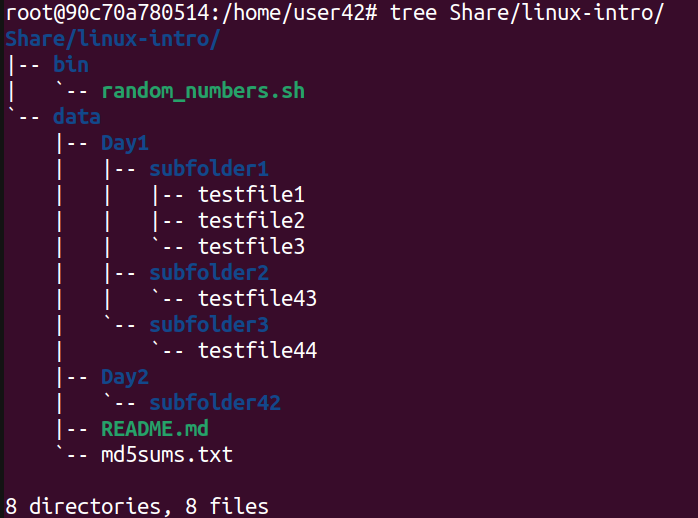 root@90c70a780514:/home/user42# tree Share/linux-intro/
Share/linux-intro/
|-- bin
|   `-- random_numbers.sh
`-- data
    |-- Day1
    |   |-- subfolder1
    |   |   |-- testfile1
    |   |   |-- testfile2
    |   |   `-- testfile3
    |   |-- subfolder2
    |   |   `-- testfile43
    |   `-- subfolder3
    |       `-- testfile44
    |-- Day2
    |   `-- subfolder42
    |-- README.md
    `-- md5sums.txt

8 directories, 8 files